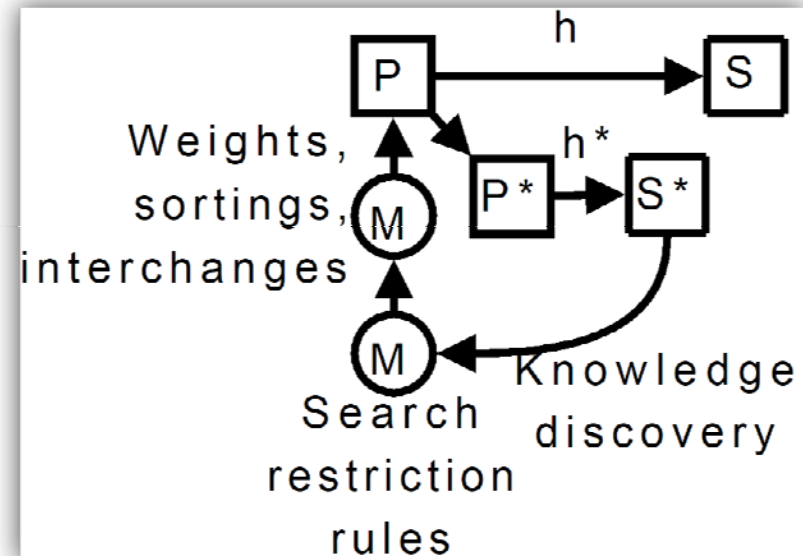 h
P
S
Weights,
sortings,
interchanges
h*
P*
S*
M
M
Knowledge
discovery
Search
restriction
rules